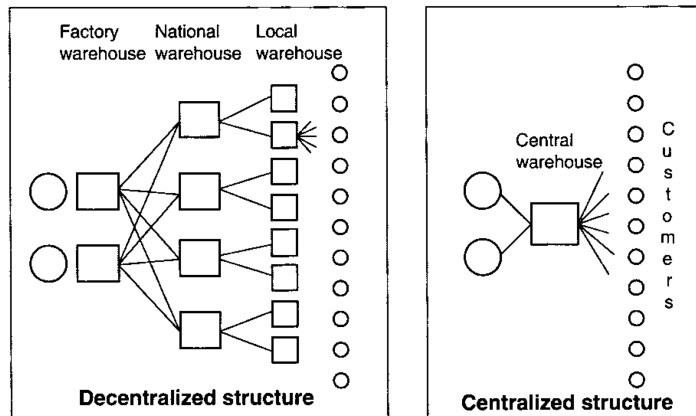 Factory National Local
warehouse warehouse warehouse
Decentralized structure
Central
warehouse
Customers
Centralized structure